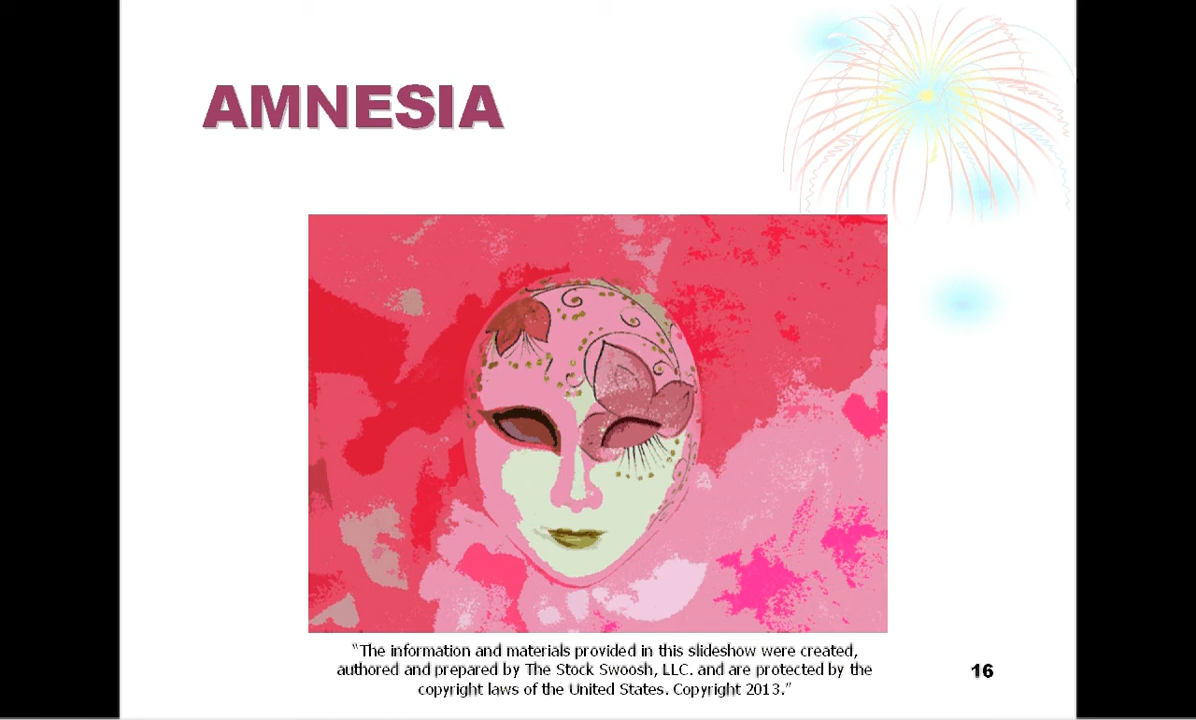 AMNESIA
“The information and materials provided in this slideshow were created,
authored and prepared by The Stock Swoosh, LLC. and are protected by the
copyright laws of the United States. Copyright 2013.”
16